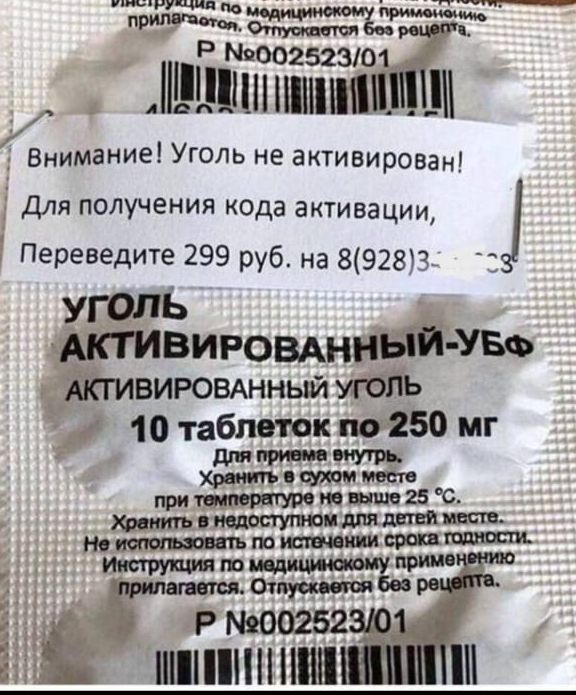 Инструкция по медицинскому применению
прилагается. Отпускается без рецепта.
Р №002523/01
Внимание! Уголь не активирован!
Для получения кода активации,
Переведите 299 руб. на 8(928)3
УГОЛЬ
АКТИВИРОВАННЫЙ-УБФ
АКТИВИРОВАННЫЙ УГОЛЬ
10 таблеток по 250 мг
Для приема внутрь.
Хранить в сухом месте
при температуре не выше 25 °С.
Хранить в недоступном для детей месте.
Не использовать по истечении срока годности.
Инструкция по медицинскому применению
прилагается. Отпускается без рецепта.
Р №002523/01